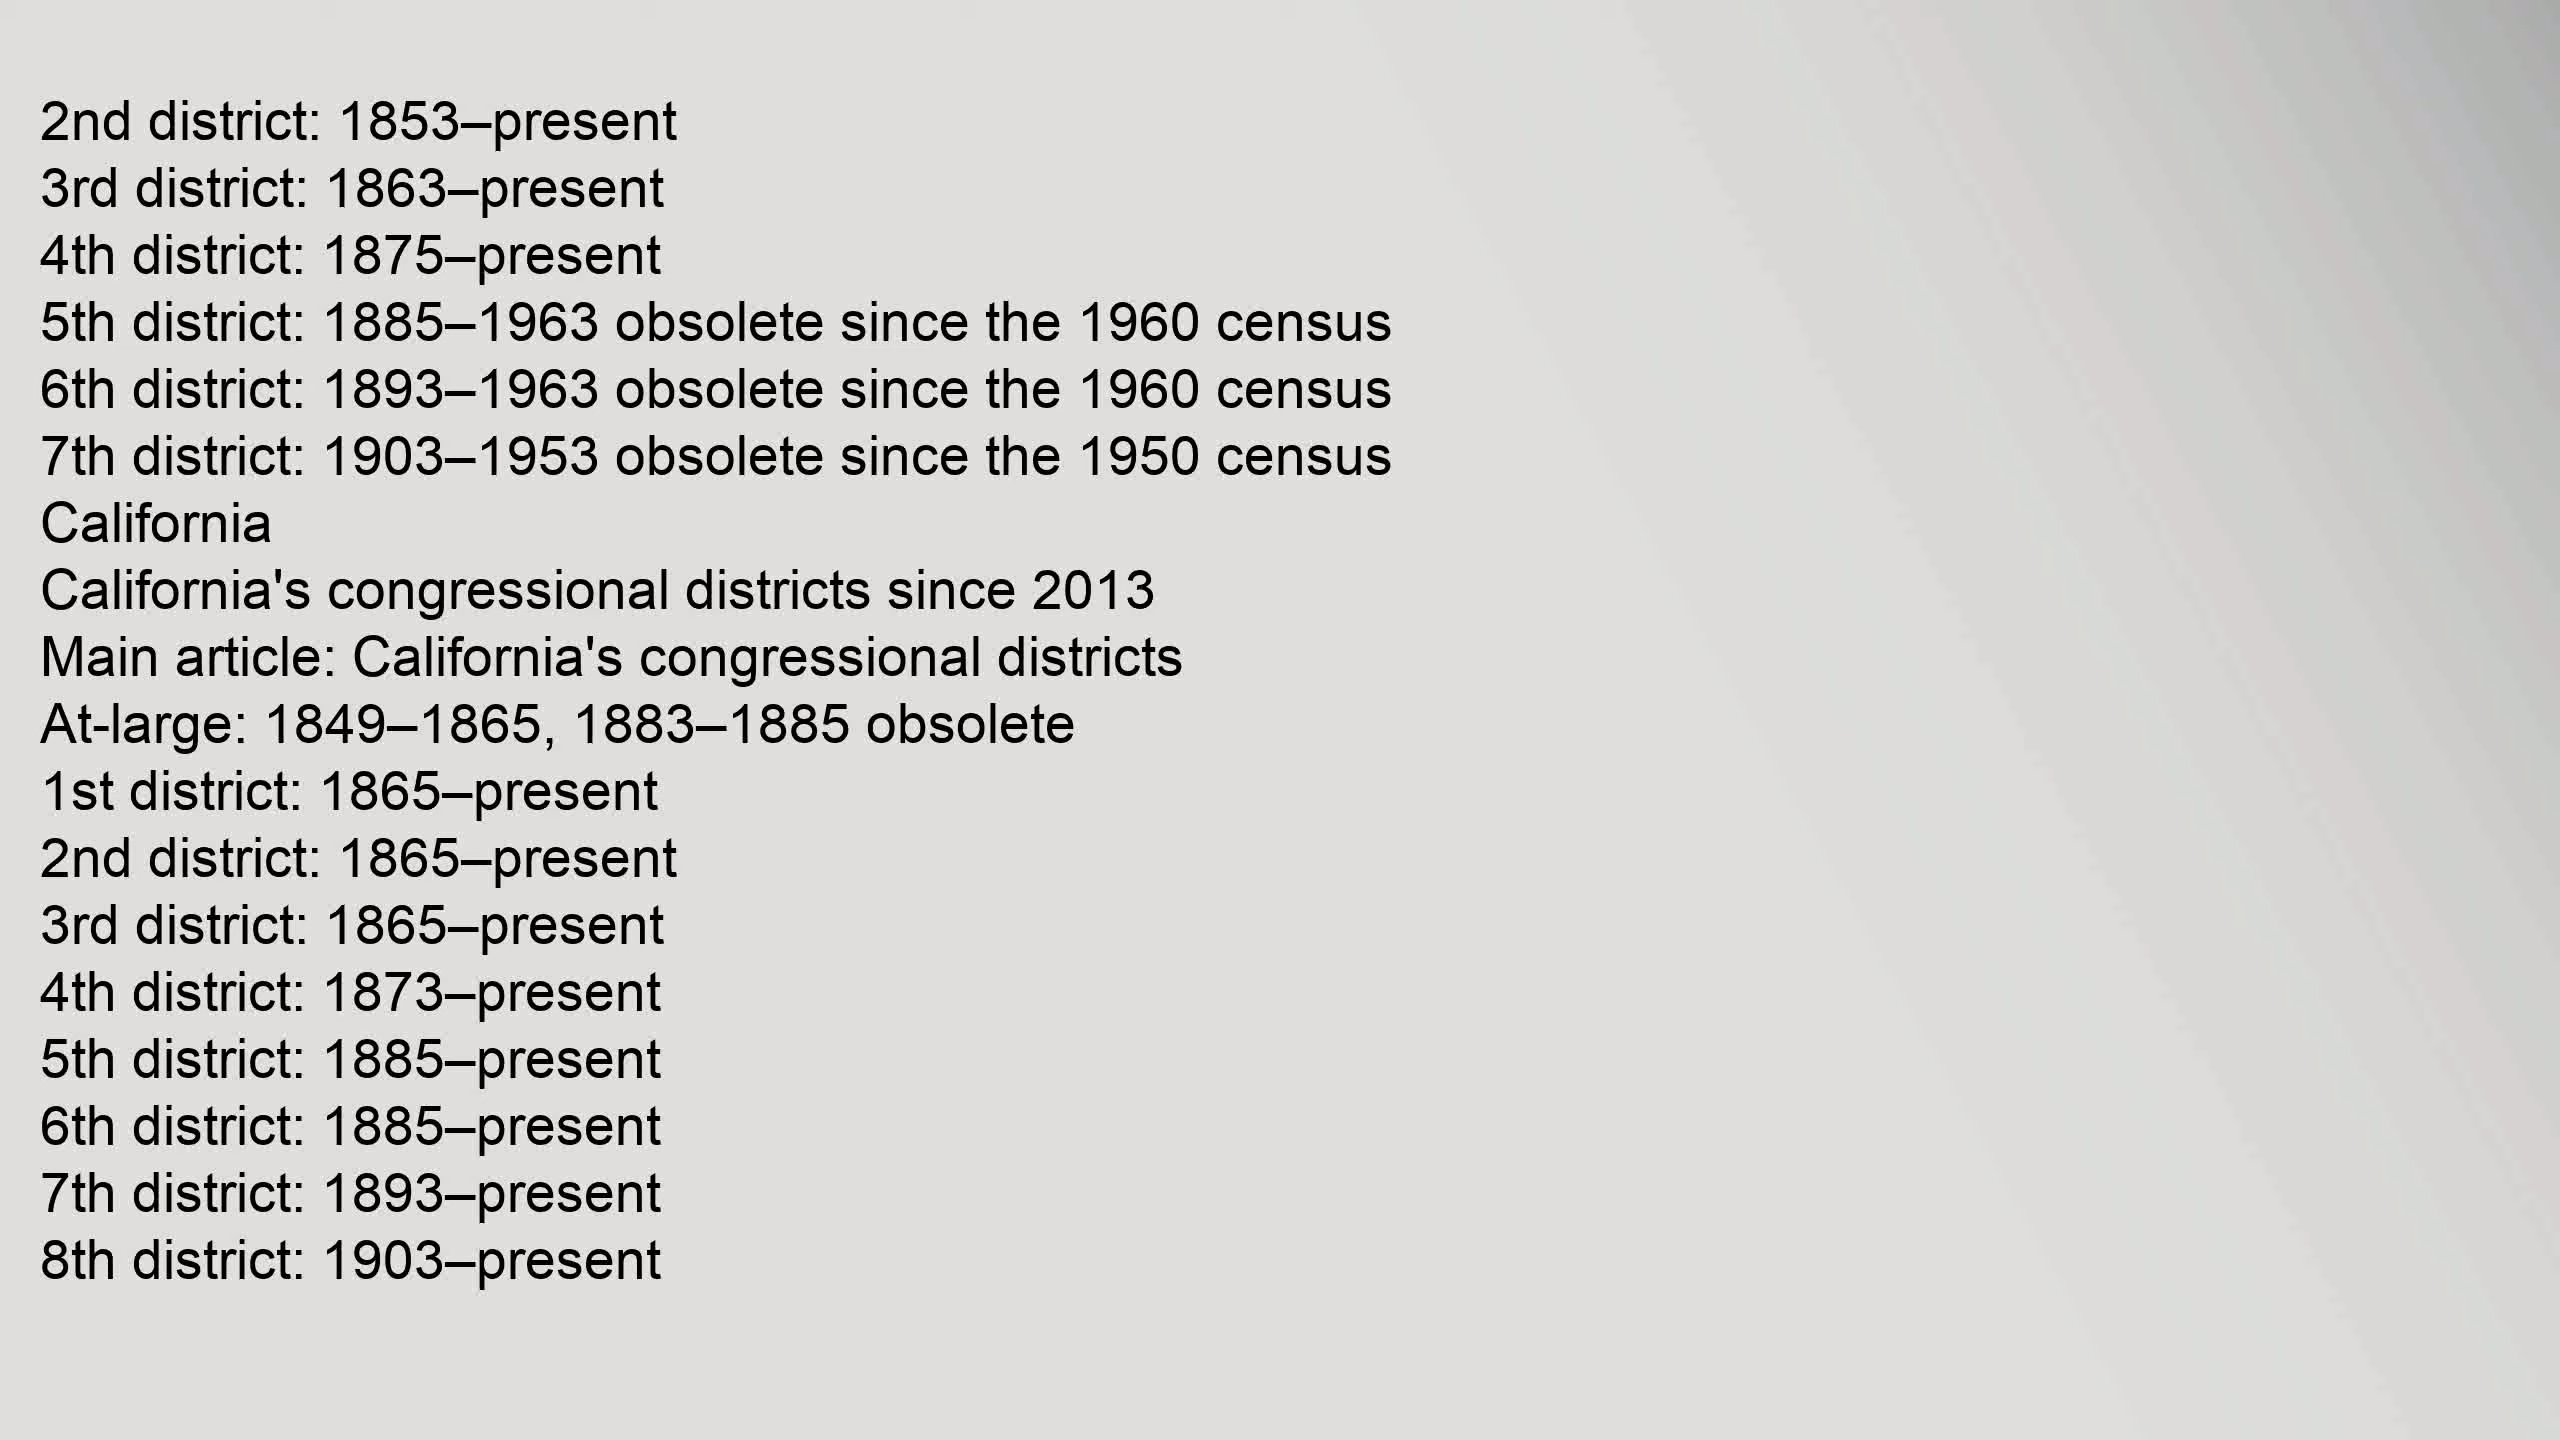 2nd district: 1853–present
3rd district: 1863–present
4th district: 1875–present
5th district: 1885–1963 obsolete since the 1960 census
6th district: 1893–1963 obsolete since the 1960 census
7th district: 1903–1953 obsolete since the 1950 census
California
California's congressional districts since 2013
Main article: California's congressional districts
At-large: 1849–1865, 1883–1885 obsolete
1st district: 1865–present
2nd district: 1865–present
3rd district: 1865–present
4th district: 1873–present
5th district: 1885–present
6th district: 1885–present
7th district: 1893–present
8th district: 1903–present